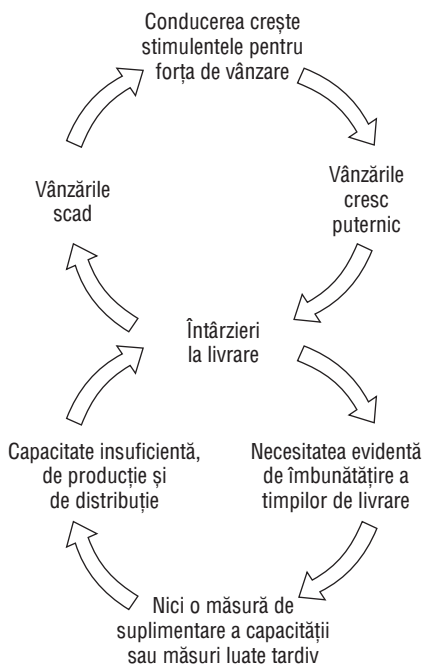 Conducerea crește
stimulentele pentru
forța de vânzare
Vânzările
cresc
puternic
Vânzările
scad
Întârzieri
la livrare
Capacitate insuficientă,
de producție și
de distribuție
Necesitatea evidentă
de îmbunătățire a
timpilor de livrare
Nici o măsură de
suplimentare a capacității
sau măsuri luate tardiv